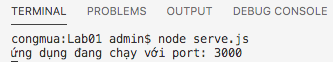 TERMINAL PROBLEMS OUTPUT DEBUG CONSOLE
congmua:Lab01 admin$ node serve.js
ứng dụng đang chạy với port: 3000